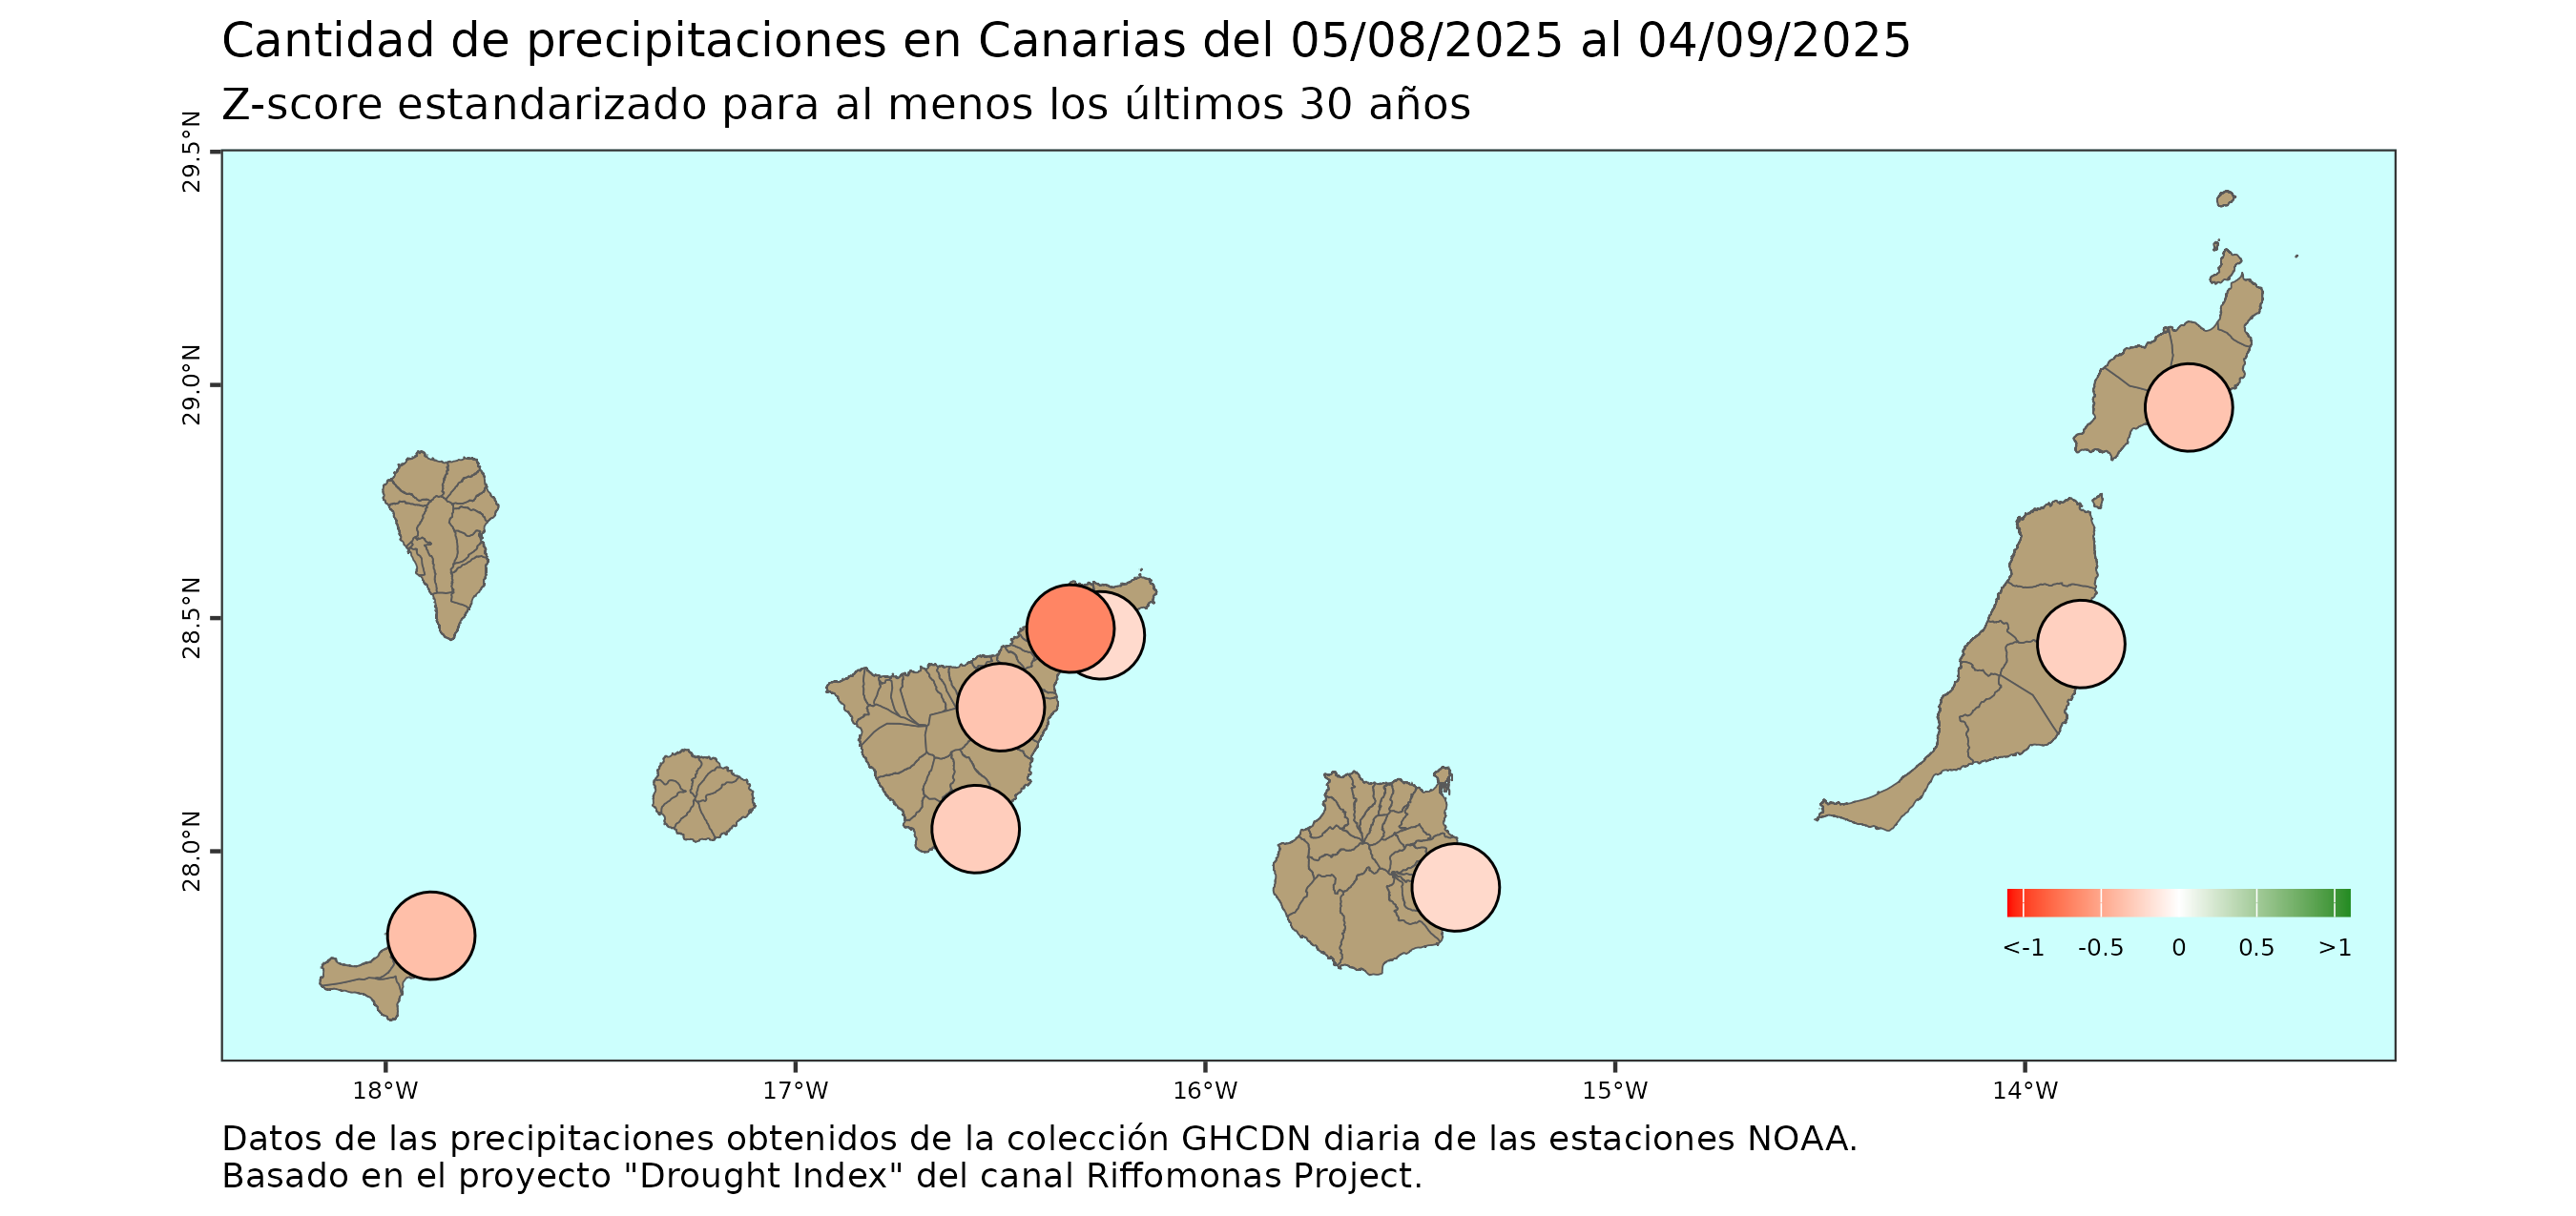 Cantidad de precipitaciones en Canarias del 05/08/2025 al 04/09/2025
Z-score estandarizado para al menos los últimos 30 años
29.5°N
29.0°N
28.5°N
28.0°N
<-1 -0.5 0 0.5 >1
18°W 17°W 16°W 15°W 14°W
Datos de las precipitaciones obtenidos de la colección GHCDN diaria de las estaciones NOAA.
Basado en el proyecto "Drought Index" del canal Riffomonas Project.